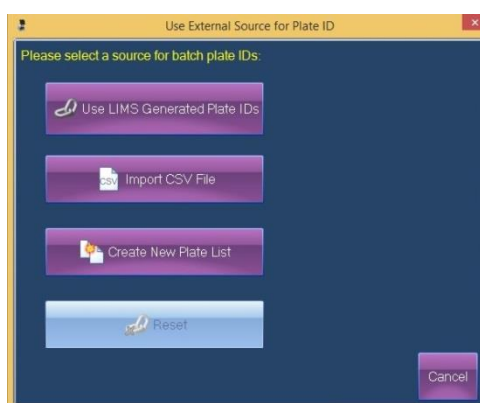 Use External Source for Plate ID
Please select a source for batch plate IDs:
Use LIMS Generated Plate IDs
CSV Import CSV File
Create New Plate List
Reset
Cancel